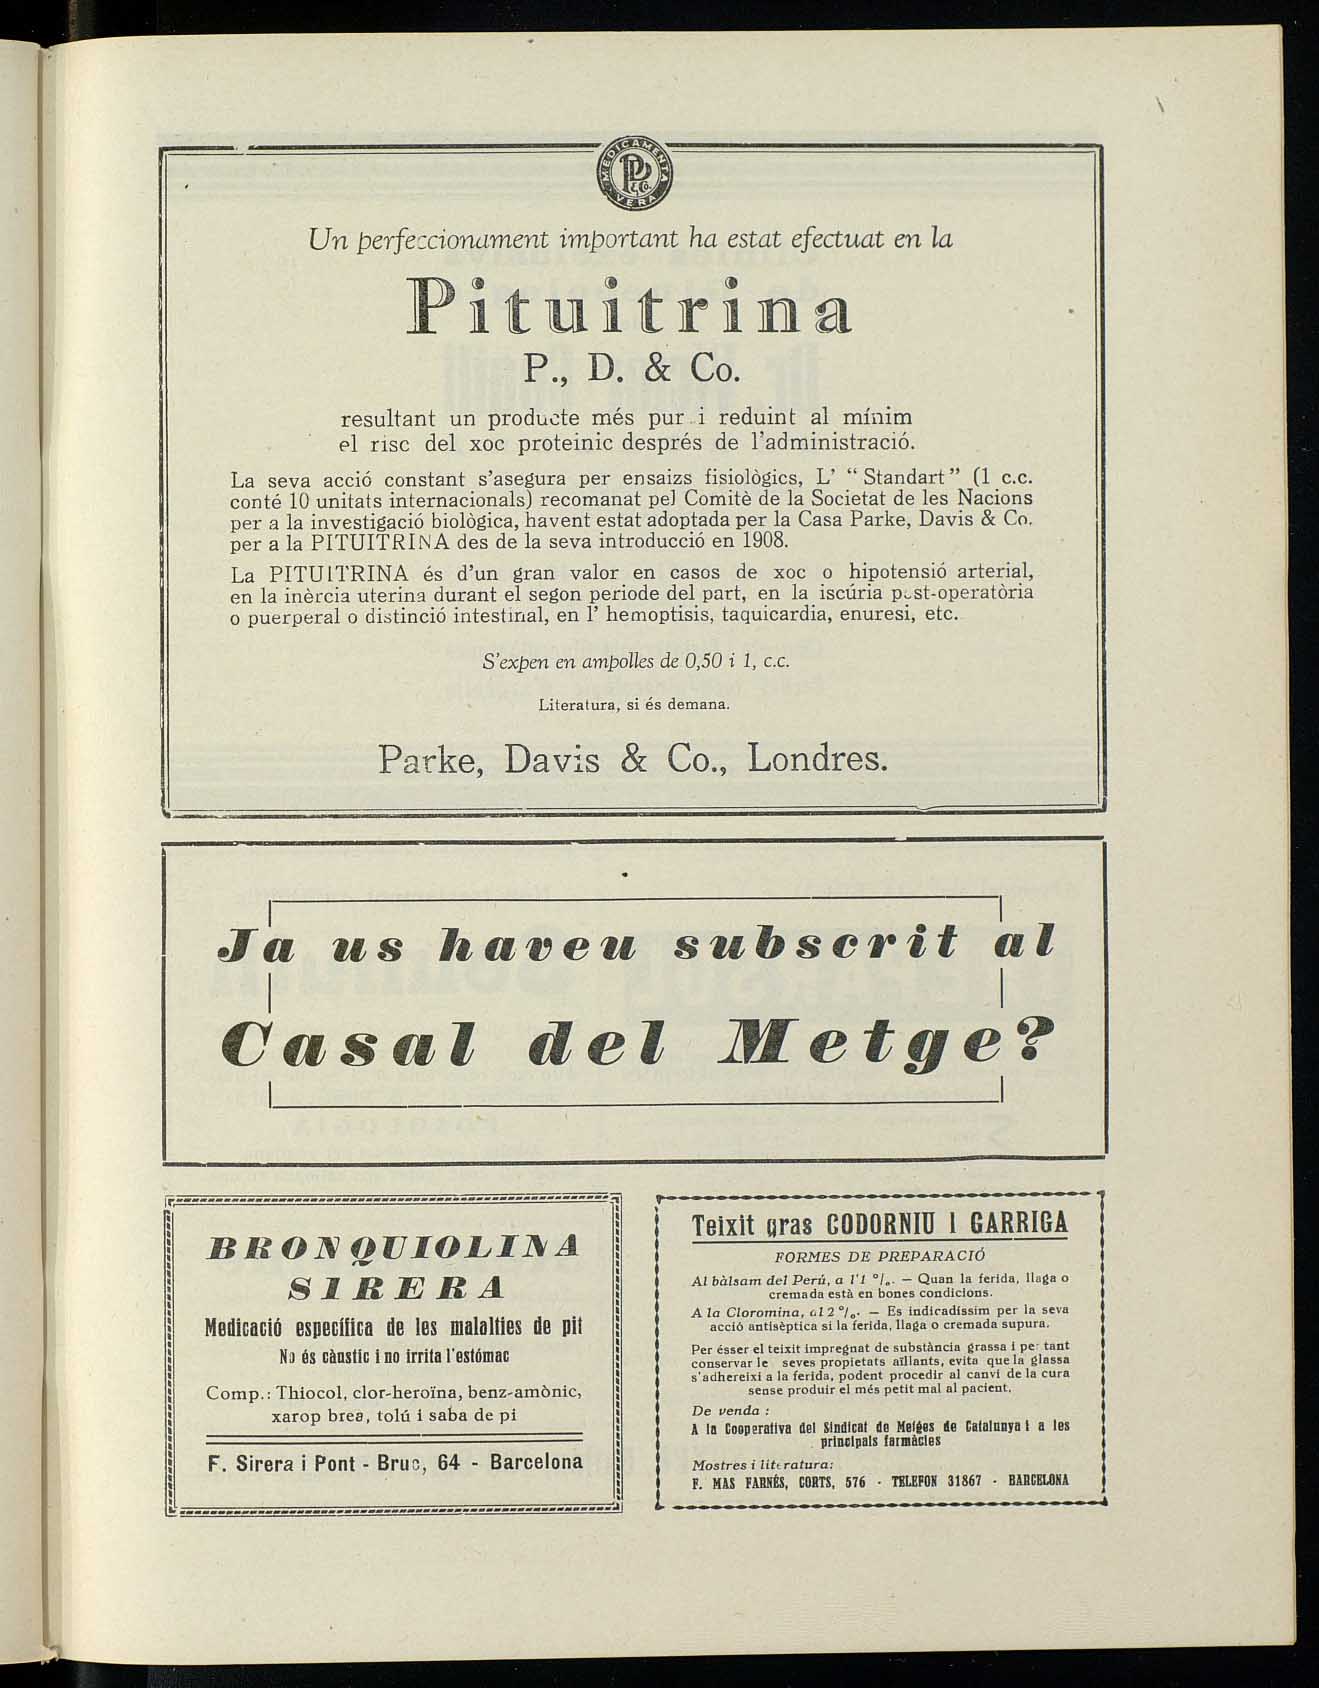 MEDICAMENTA VERA
P D & Co.
Un perfeccionament important ha estat efectuat en la
Pituitrina
P., D. & Co.
resultant un producte més pur i reduint al mínim
el risc del xoc proteinic després de l'administració.
La seva acció constant s'asegura per ensaizs fisiològics, L' “Standart” (1 c.c.
conté 10 unitats internacionals) recomanat pel Comitè de la Societat de les Nacions
per a la investigació biològica, havent estat adoptada per la Casa Parke, Davis & Co.
per a la PITUITRINA des de la seva introducció en 1908.
La PITUITRINA és d'un gran valor en casos de xoc o hipotensió arterial,
en la inèrcia uterina durant el segon periode del part, en la iscúria post-operatòria
o puerperal o distinció intestinal, en l' hemoptisis, taquicardia, enuresi, etc.
S'expen en ampolles de 0,50 i 1, c.c.
Literatura, si és demana.
Parke, Davis & Co., Londres.
Ja us haveu subscrit al
Casal del Metge?
BRONQUIOLINA
SIRERA
Medicació específica de les malalties de pit
No és cànstic i no irrita l'estómac
Comp.: Thiocol, clor-heroïna, benz-amònic,
xarop brea, tolú i saba de pi
F. Sirera i Pont - Bruc, 64 - Barcelona
Teixit gras CODORNIU I GARRIGA
FORMES DE PREPARACIÓ
Al bàlsam del Perú, a l'1 º/o. — Quan la ferida, llaga o
cremada està en bones condicions.
A la Cloromina, al 2 º/o. — Es indicadíssim per la seva
acció antisèptica si la ferida, llaga o cremada supura.
Per ésser el teixit impregnat de substància grassa i per tant
conservar le seves propietats aïllants, evita que la glassa
s'adhereixi a la ferida, podent procedir al canvi de la cura
sense produir el més petit mal al pacient.
De venda :
A la Cooperativa del Sindicat de Metges de Catalunya i a les
principals farmàcies
Mostres i literatura:
F. MAS FARNÉS, CORTS, 576 - TELEFON 31867 - BARCELONA